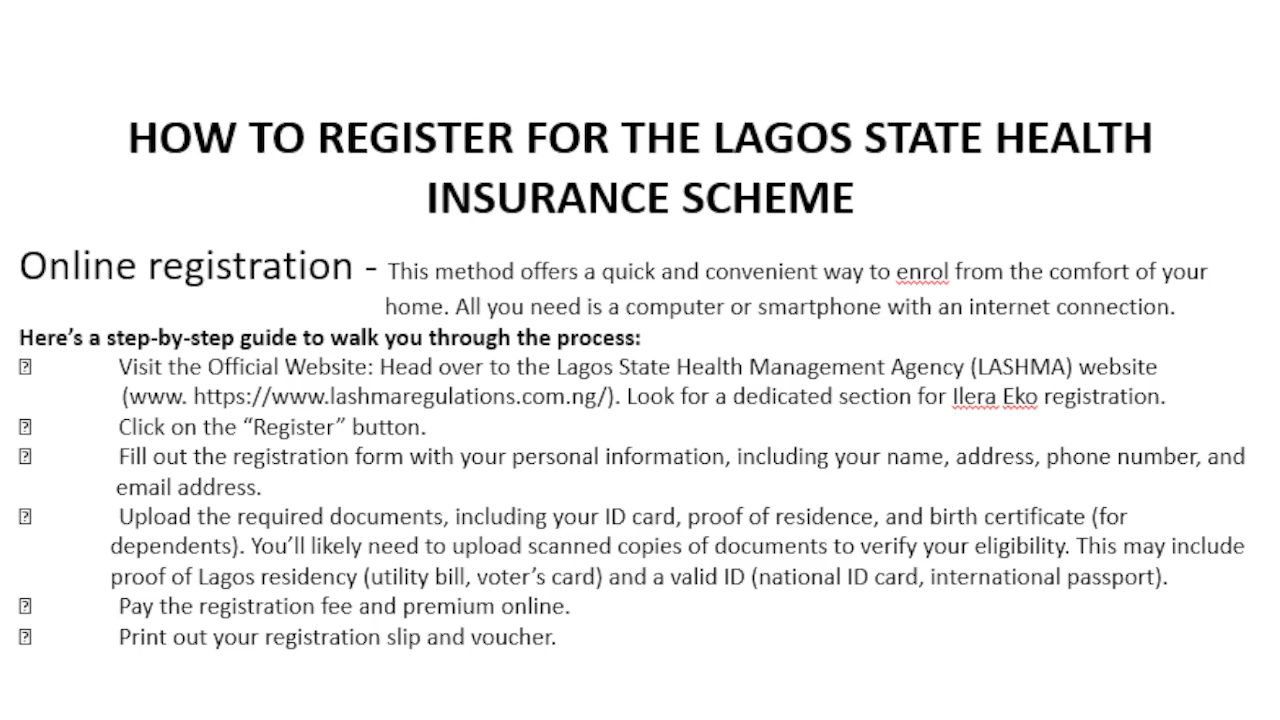 HOW TO REGISTER FOR THE LAGOS STATE HEALTH
INSURANCE SCHEME
Online registration - This method offers a quick and convenient way to enrol from the comfort of your
home. All you need is a computer or smartphone with an internet connection.
Here’s a step-by-step guide to walk you through the process:
⍰ Visit the Official Website: Head over to the Lagos State Health Management Agency (LASHMA) website
(www. https://www.lashmaregulations.com.ng/). Look for a dedicated section for Ilera Eko registration.
⍰ Click on the “Register” button.
⍰ Fill out the registration form with your personal information, including your name, address, phone number, and
email address.
⍰ Upload the required documents, including your ID card, proof of residence, and birth certificate (for
dependents). You’ll likely need to upload scanned copies of documents to verify your eligibility. This may include
proof of Lagos residency (utility bill, voter’s card) and a valid ID (national ID card, international passport).
⍰ Pay the registration fee and premium online.
⍰ Print out your registration slip and voucher.